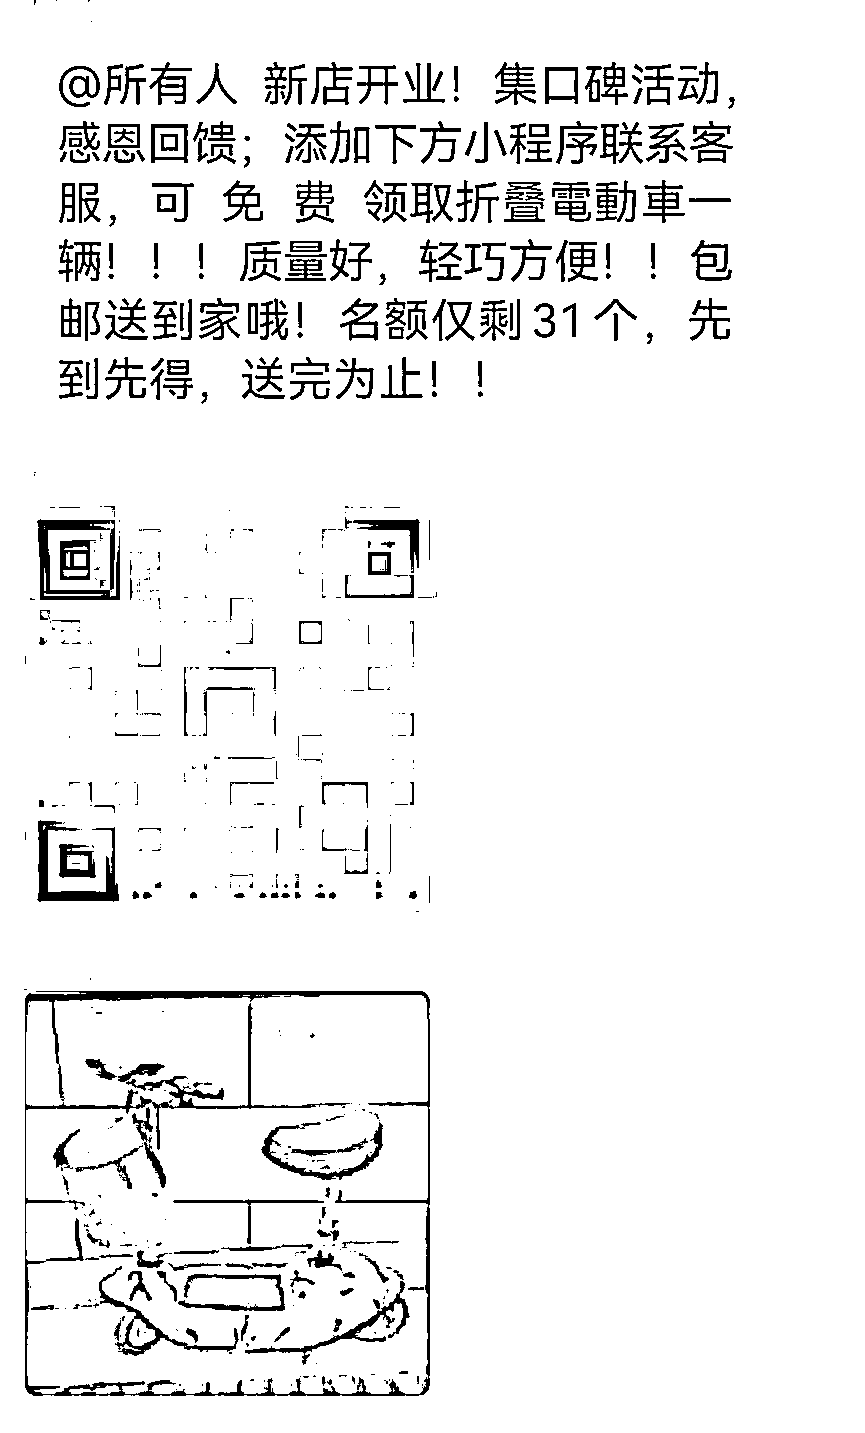 @所有人 新店开业！集口碑活动，
感恩回馈；添加下方小程序联系客
服，可 免 费 领取折叠電動車一
辆！！！质量好，轻巧方便！！包
邮送到家哦！名额仅剩31个，先
到先得，送完为止！！